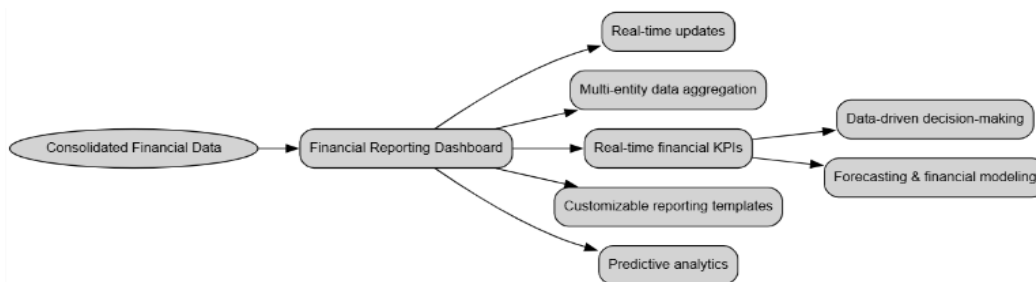 Real-time updates
Multi-entity data aggregation
Data-driven decision-making
Consolidated Financial Data
Financial Reporting Dashboard
Real-time financial KPIs
Forecasting & financial modeling
Customizable reporting templates
Predictive analytics